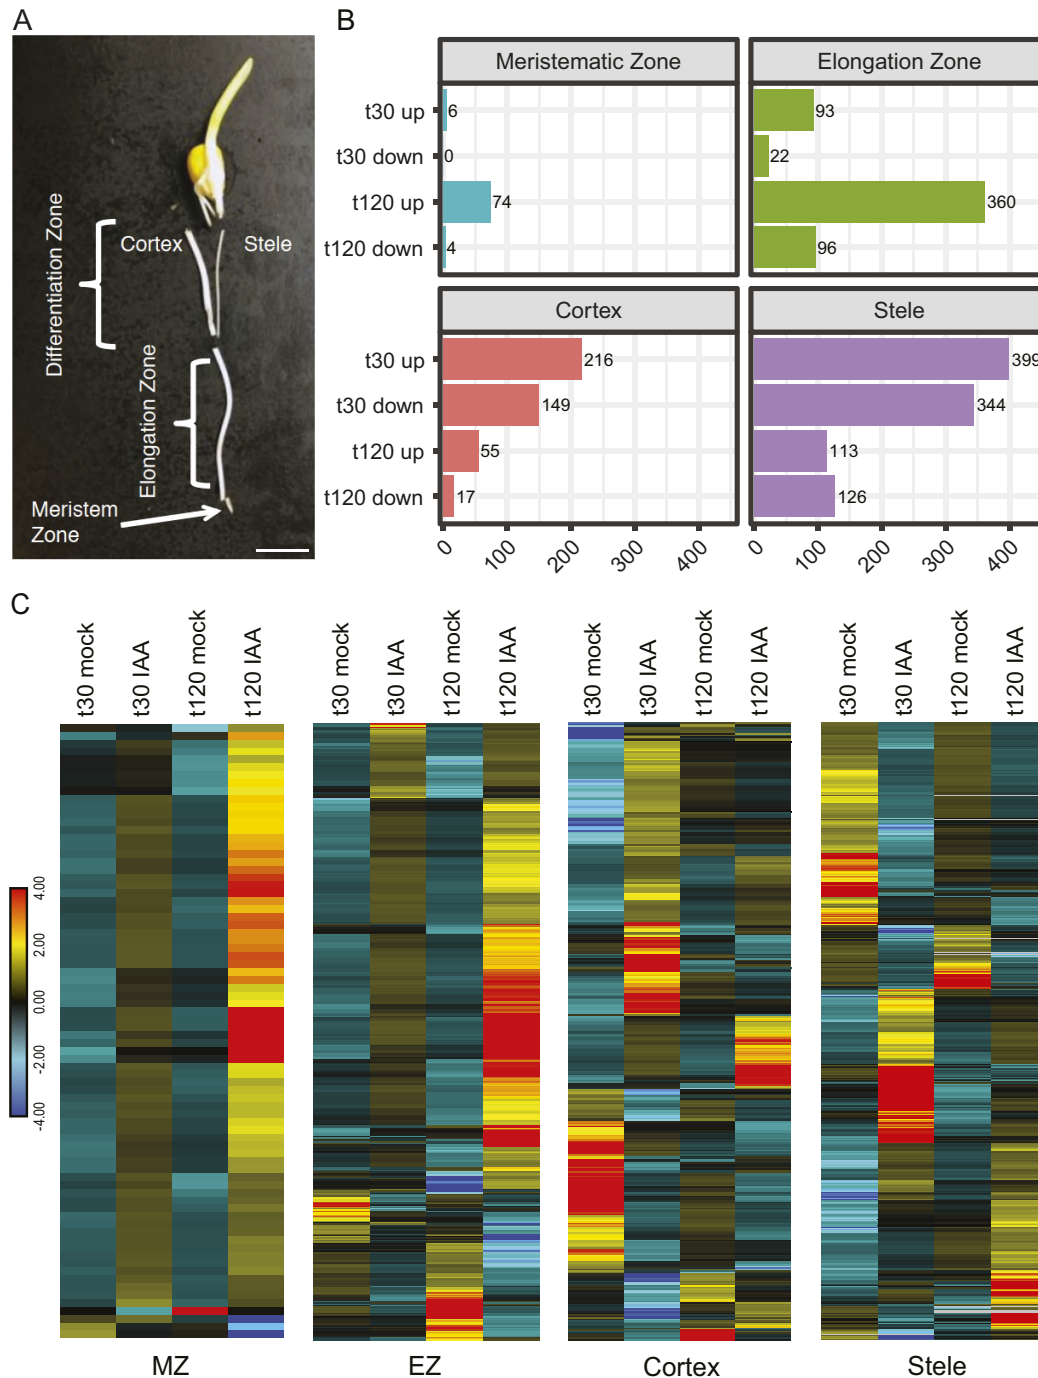 A
Differentiation Zone
Cortex
Stele
Elongation Zone
Meristem
Zone
B
Meristematic Zone
Elongation Zone
t30 up
6
93
t30 down
0
22
t120 up
74
360
t120 down
4
96
Cortex
Stele
t30 up
216
399
t30 down
149
344
t120 up
55
113
t120 down
17
126
0
100
200
300
400
0
100
200
300
400
C
t30 mock
t30 IAA
t120 mock
t120 IAA
t30 mock
t30 IAA
t120 mock
t120 IAA
t30 mock
t30 IAA
t120 mock
t120 IAA
t30 mock
t30 IAA
t120 mock
t120 IAA
4.00
2.00
0.00
-2.00
-4.00
MZ
EZ
Cortex
Stele